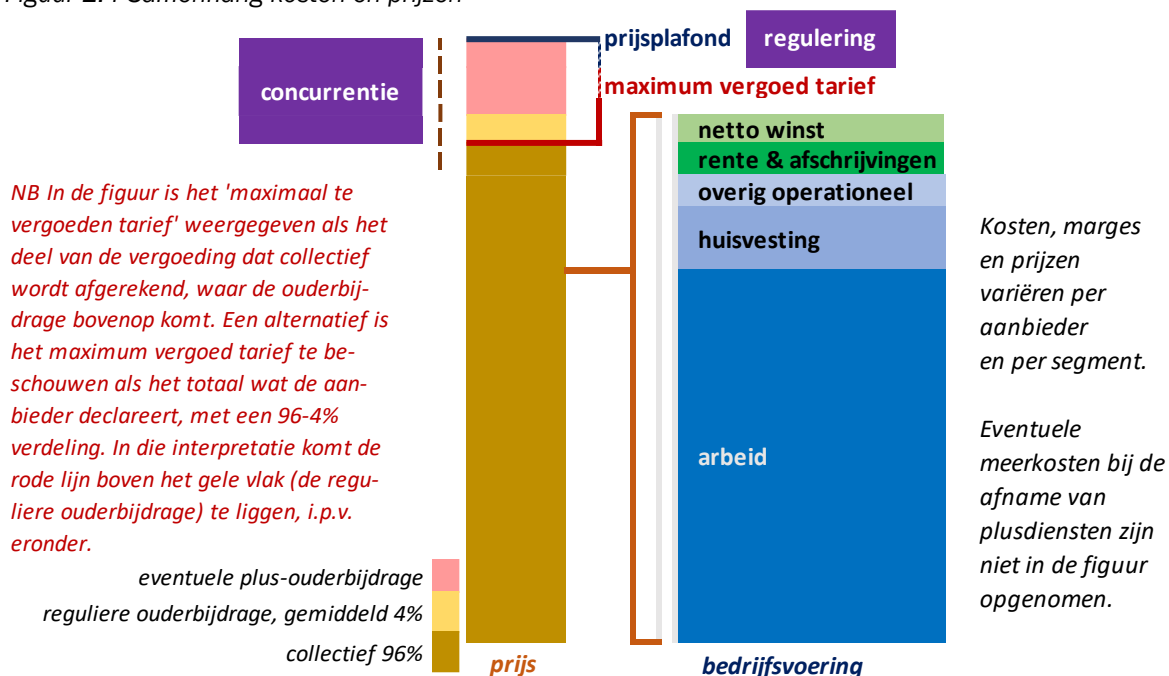 prijsplafond
regulering
concurrentie
maximum vergoed tarief
netto winst
rente & afschrijvingen
overig operationeel
huisvesting
arbeid
NB In de figuur is het 'maximaal te
vergoeden tarief' weergegeven als het
deel van de vergoeding dat collectief
wordt afgerekend, waar de ouderbij-
drage bovenop komt. Een alternatief is
het maximum vergoed tarief te be-
schouwen als het totaal wat de aan-
bieder declareert, met een 96-4%
verdeling. In die interpretatie komt de
rode lijn boven het gele vlak (de regu-
liere ouderbijdrage) te liggen, i.p.v.
eronder.
Kosten, marges
en prijzen
variëren per
aanbieder
en per segment.
Eventuele
meerkosten bij de
afname van
plusdiensten zijn
niet in de figuur
opgenomen.
eventuele plus-ouderbijdrage
reguliere ouderbijdrage, gemiddeld 4%
collectief 96%
prijs
bedrijfsvoering